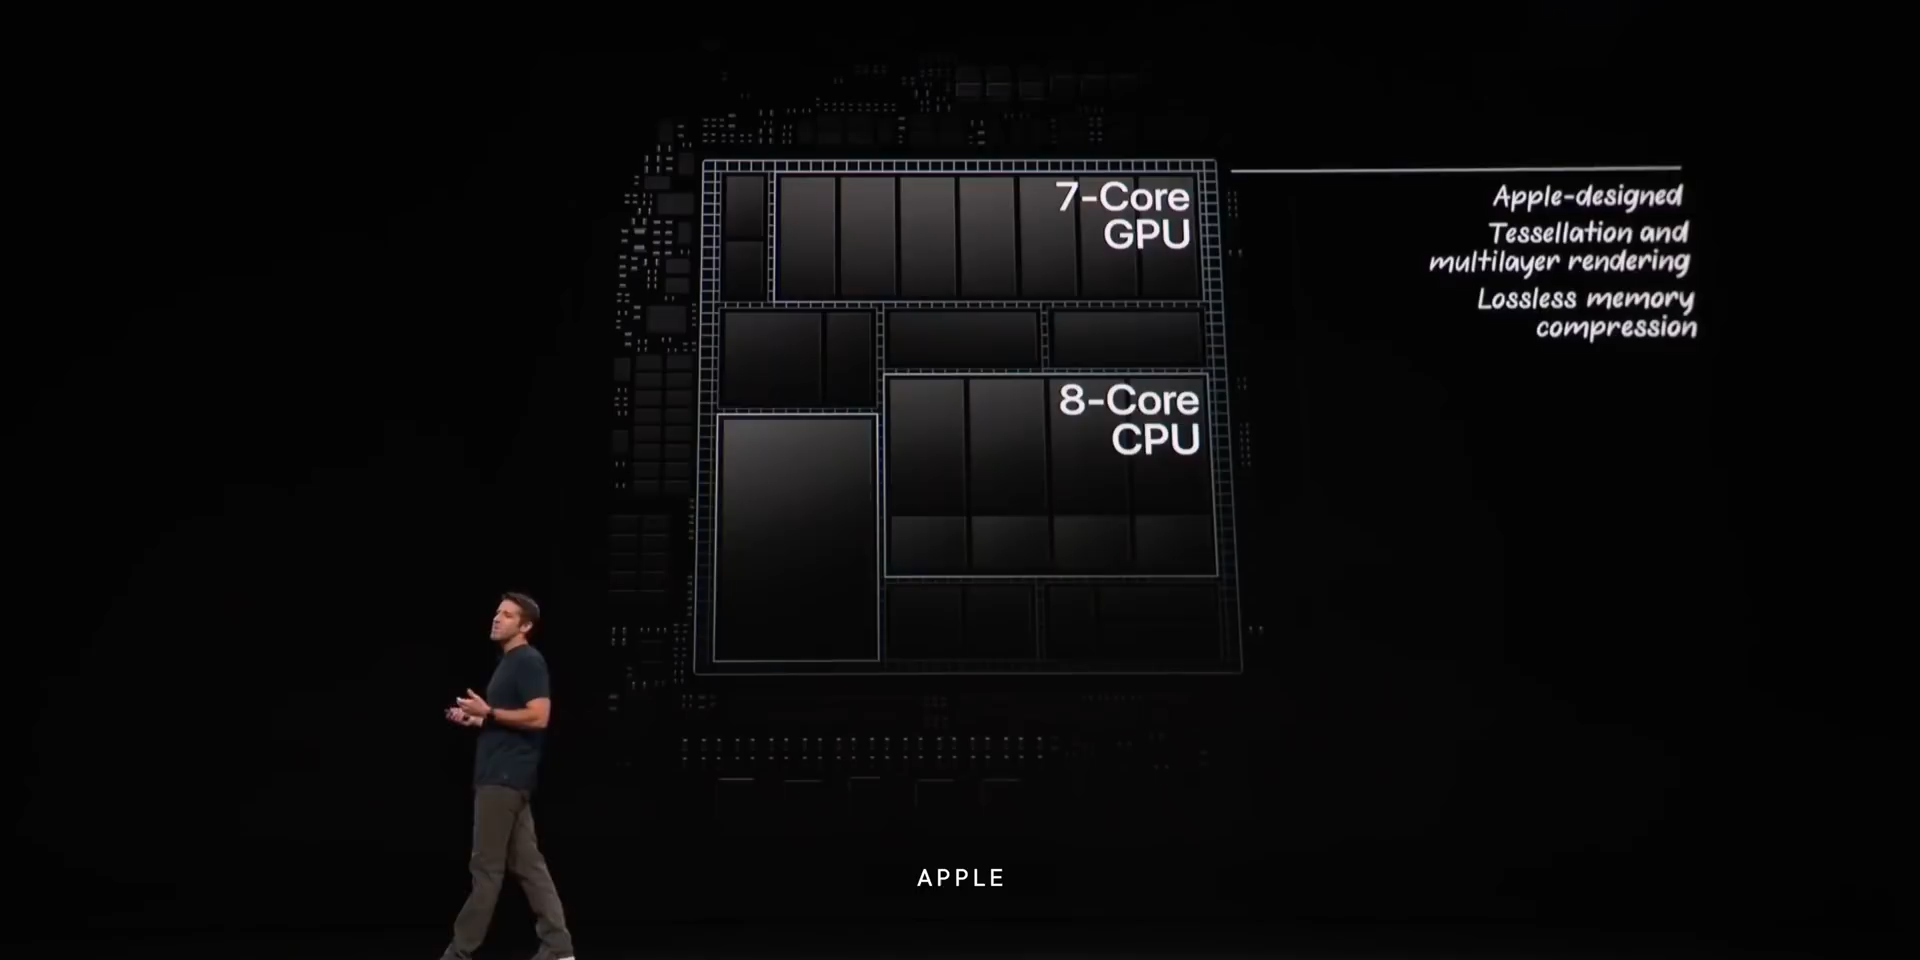 7-Core
GPU
Apple-designed
Tessellation and
multilayer rendering
Lossless memory
compression
8-Core
CPU
APPLE